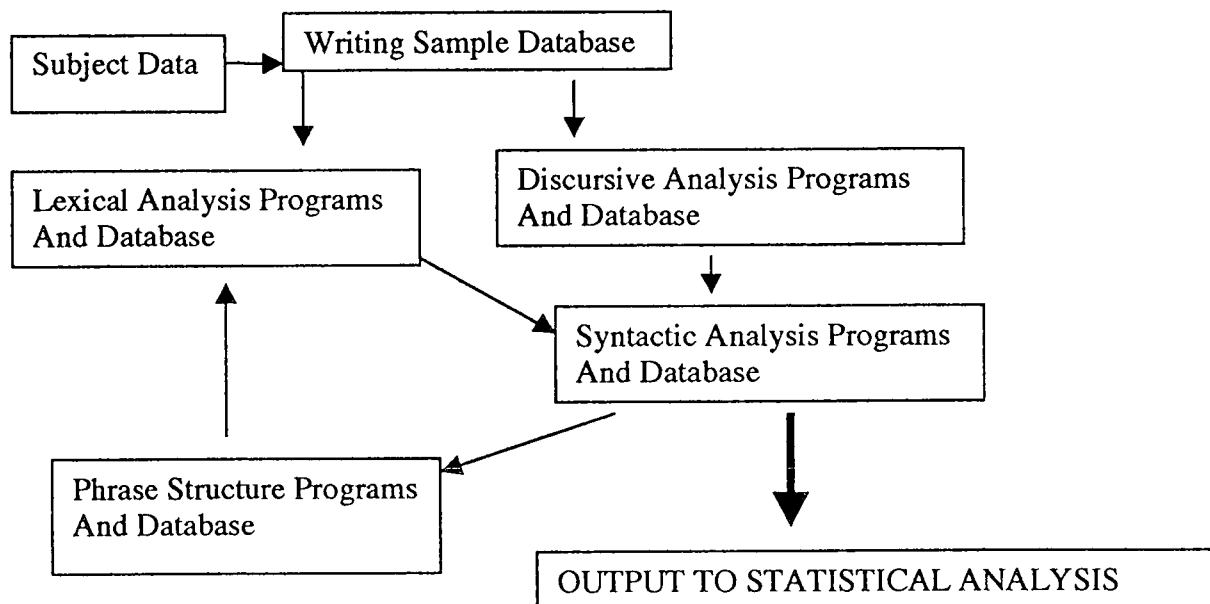 Writing Sample Database
Subject Data
Lexical Analysis Programs
And Database
Discursive Analysis Programs
And Database
Syntactic Analysis Programs
And Database
Phrase Structure Programs
And Database
OUTPUT TO STATISTICAL ANALYSIS